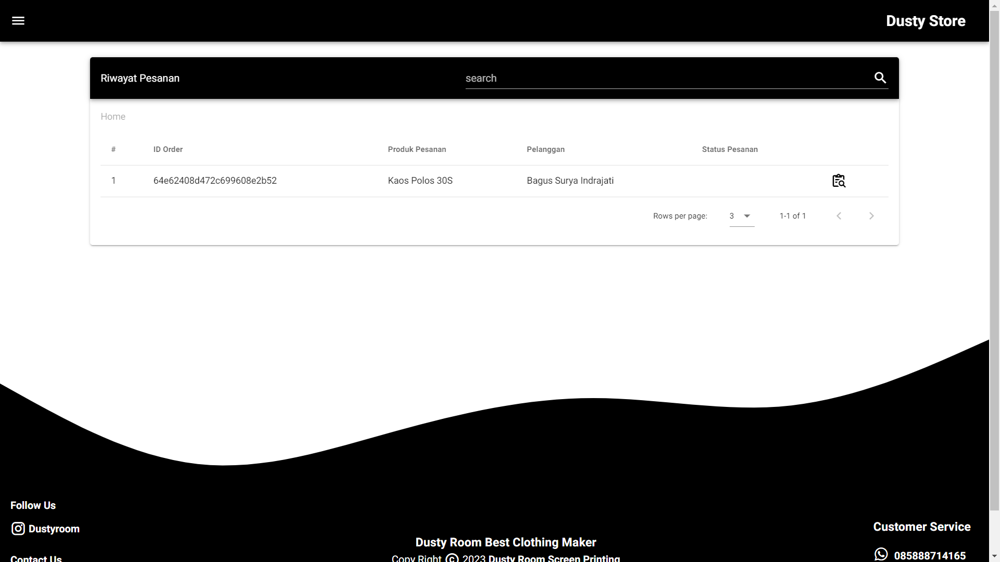 Dusty Store
Riwayat Pesanan
search
Home
# ID Order Produk Pesanan Pelanggan Status Pesanan
1 64e62408d472c699608e2b52 Kaos Polos 30S Bagus Surya Indrajati
Rows per page: 3 1-1 of 1
Follow Us
Dustyroom
Contact Us
Dusty Room Best Clothing Maker
Copy Right © 2023 Dusty Room Screen Printing
Customer Service
085888714165